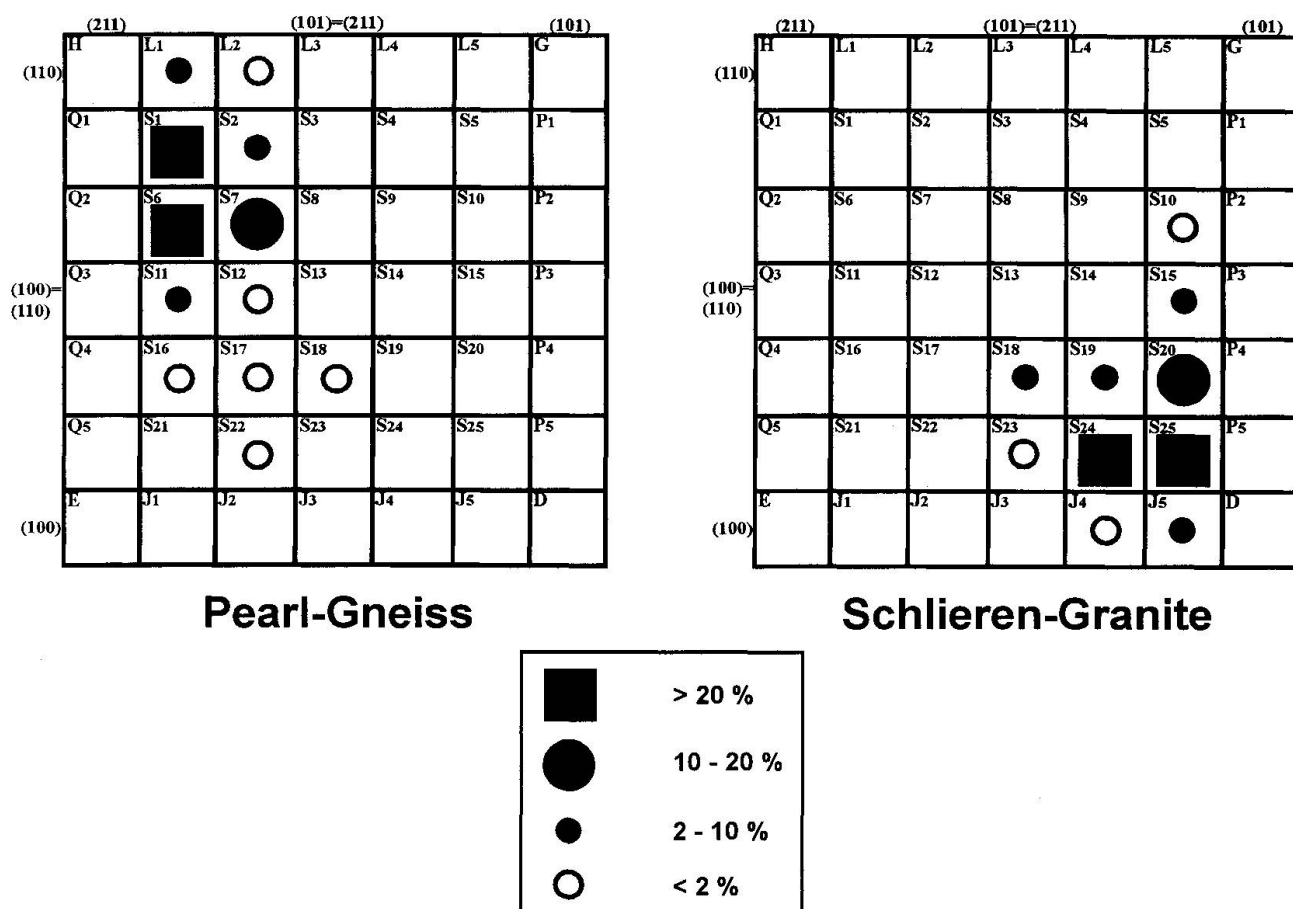 (211) (101)=(211) (101)
H L1 L2 L3 L4 L5 G
(110)
Q1 S1 S2 S3 S4 S5 P1
Q2 S6 S7 S8 S9 S10 P2
Q3 S11 S12 S13 S14 S15 P3
(100)=
(110)
Q4 S16 S17 S18 S19 S20 P4
Q5 S21 S22 S23 S24 S25 P5
E J1 J2 J3 J4 J5 D
(100)
Pearl-Gneiss
(211) (101)=(211) (101)
H L1 L2 L3 L4 L5 G
(110)
Q1 S1 S2 S3 S4 S5 P1
Q2 S6 S7 S8 S9 S10 P2
Q3 S11 S12 S13 S14 S15 P3
(100)=
(110)
Q4 S16 S17 S18 S19 S20 P4
Q5 S21 S22 S23 S24 S25 P5
E J1 J2 J3 J4 J5 D
(100)
Schlieren-Granite
> 20 %
10 - 20 %
2 - 10 %
< 2 %